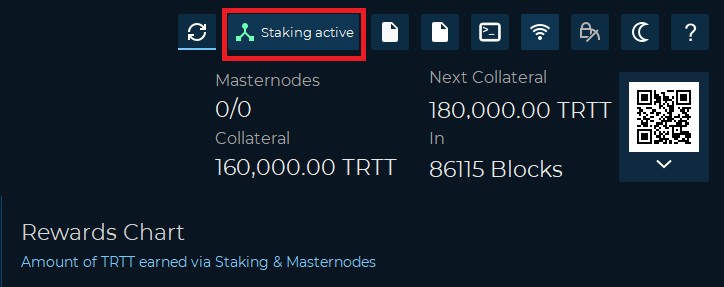 Staking active
Masternodes
0/0
Collateral
160,000.00 TRTT
Next Collateral
180,000.00 TRTT
In
86115 Blocks
Rewards Chart
Amount of TRTT earned via Staking & Masternodes